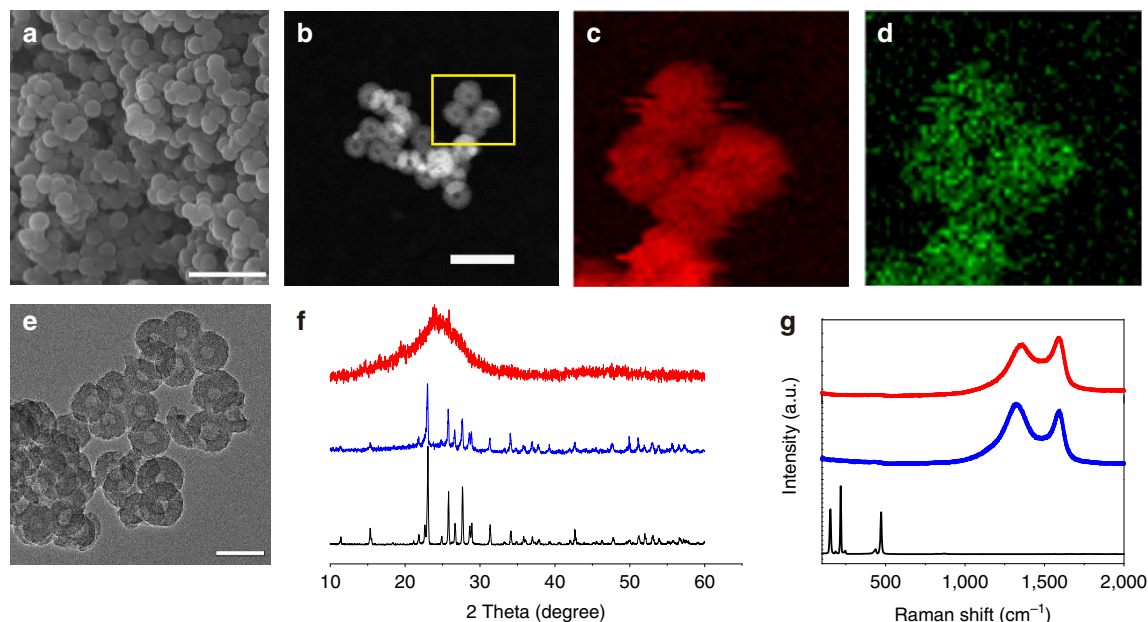 a
b
c
d
e
f
10 20 30 40 50 60
2 Theta (degree)
g
Intensity (a.u.)
500 1,000 1,500 2,000
Raman shift (cm⁻¹)